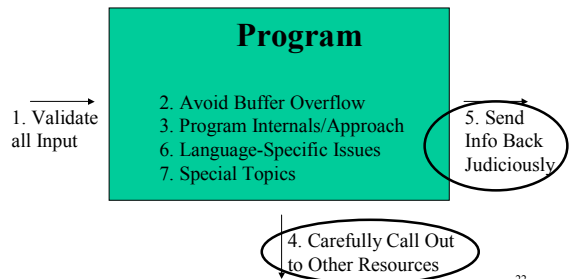 Program
1. Validate
all Input
2. Avoid Buffer Overflow
3. Program Internals/Approach
6. Language-Specific Issues
7. Special Topics
5. Send
Info Back
Judiciously
4. Carefully Call Out
to Other Resources